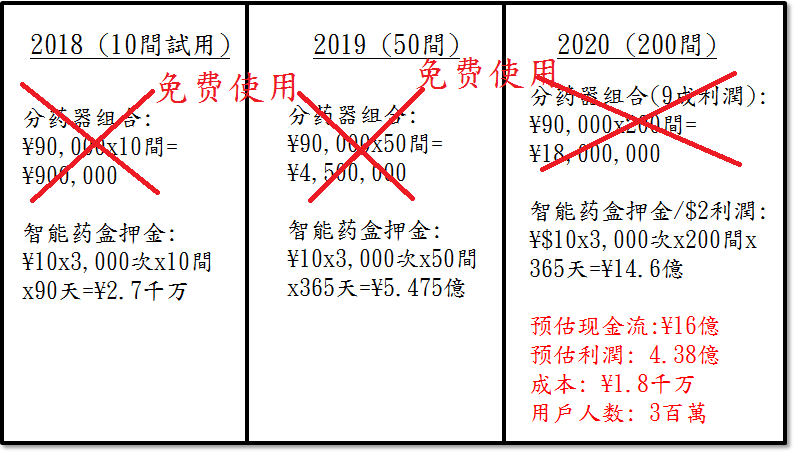 2018 (10間試用)
免费使用
分药器组合:
¥90,000x10間=
¥900,000
智能药盒押金:
¥10x3,000次x10間
x90天=¥2.7千万
2019 (50間)
免费使用
分药器组合:
¥90,000x50間=
¥4,500,000
智能药盒押金:
¥10x3,000次x50間
x365天=¥5.475億
2020 (200間)
分药器组合(9成利潤):
¥90,000x200間=
¥18,000,000
智能药盒押金/$2利潤:
¥$10x3,000次x200間x
365天=¥14.6億
预估现金流:¥16億
预估利潤: 4.38億
成本: ¥1.8千万
用戶人数: 3百萬